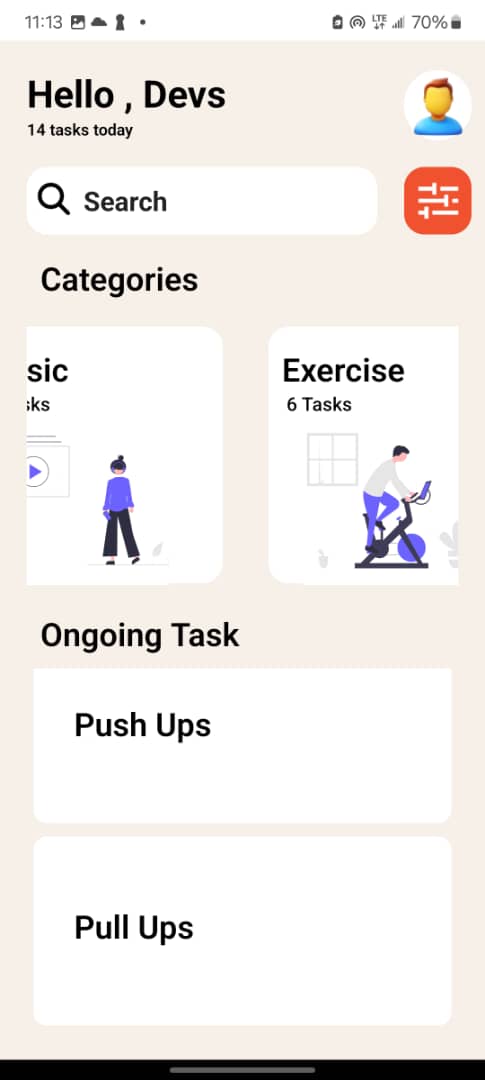 11:13
LTE
70%
Hello , Devs
14 tasks today
Search
Categories
sic
sks
Exercise
6 Tasks
Ongoing Task
Push Ups
Pull Ups